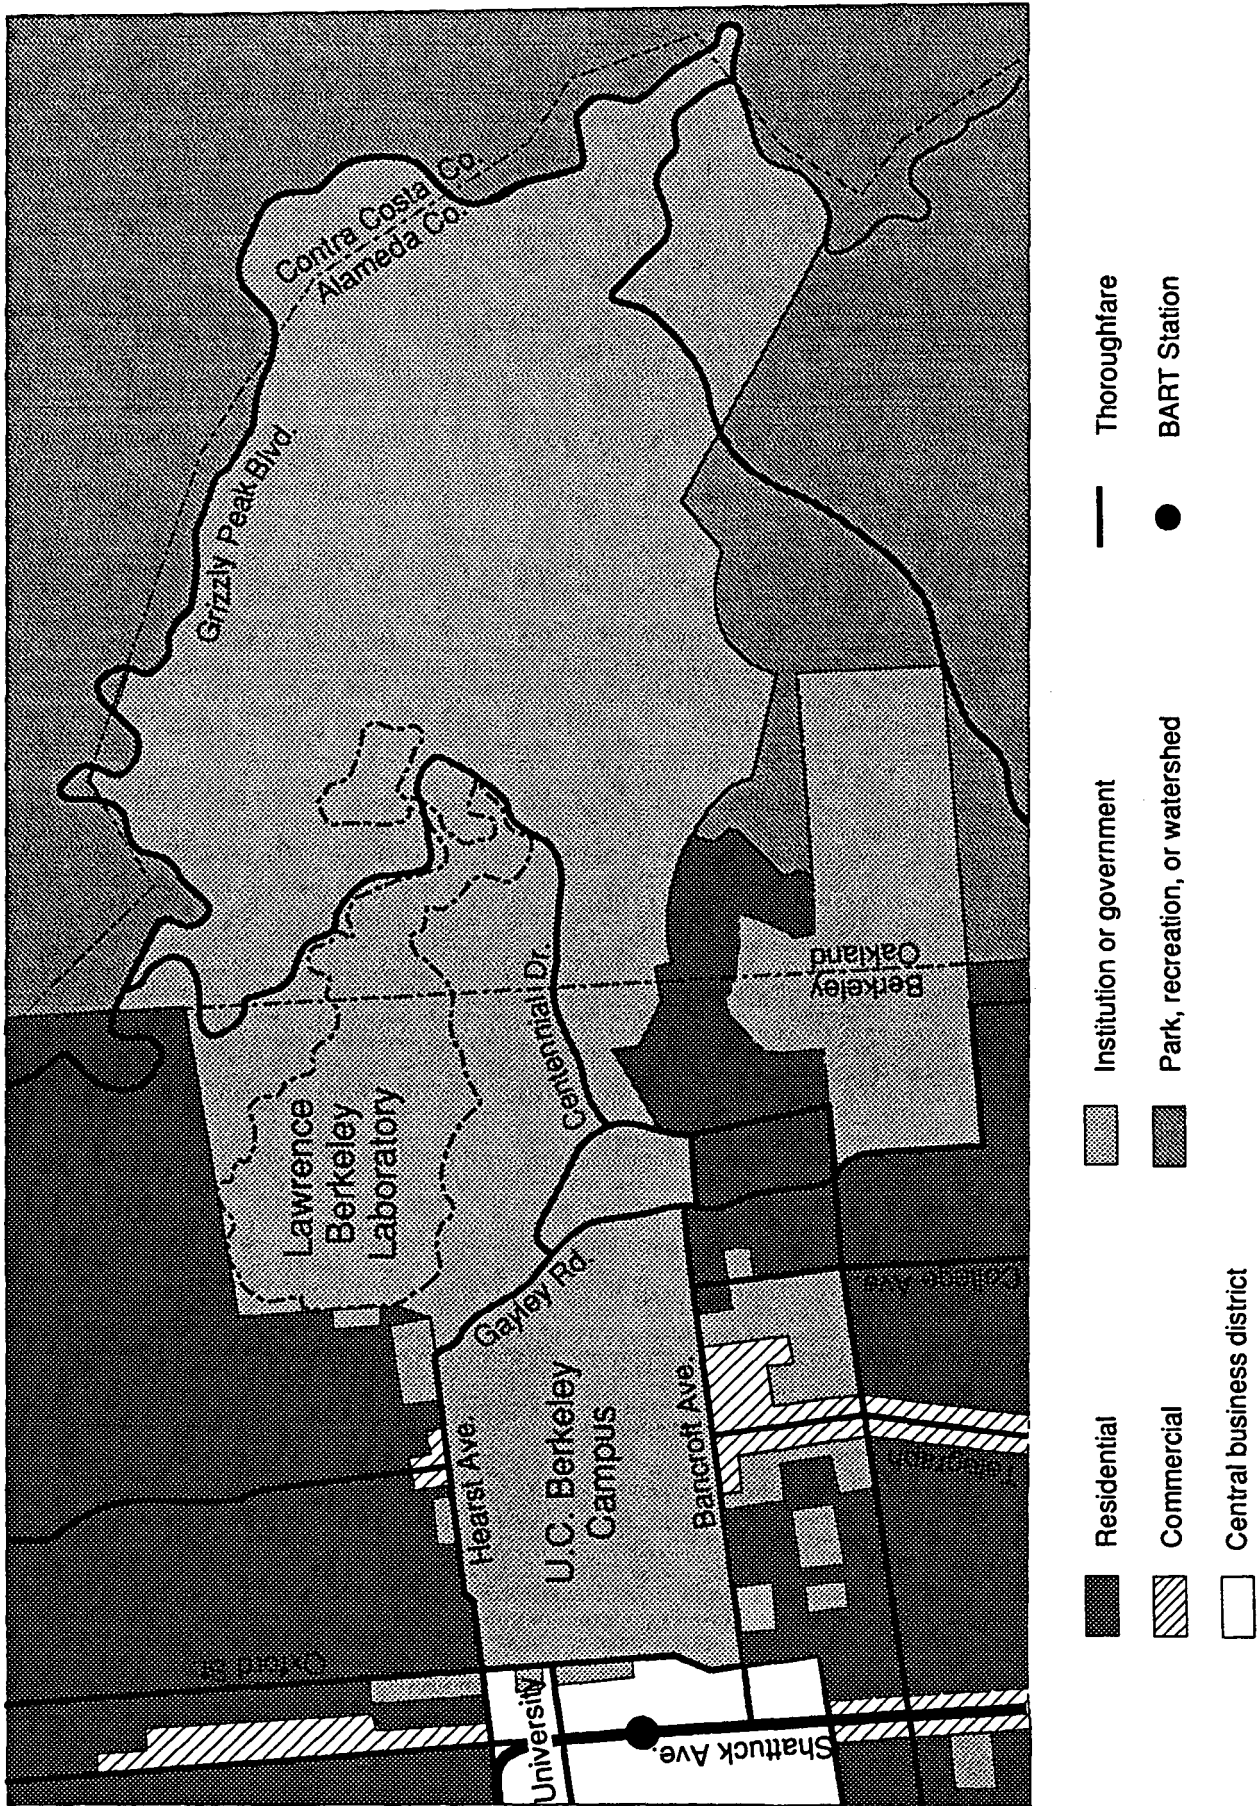 Contra Costa Co.
Alameda Co.
Grizzly Peak Blvd.
Lawrence
Berkeley
Laboratory
Centennial Dr.
Berkeley
Oakland
Gayley Rd.
Hearst Ave.
U.C. Berkeley
Campus
Bancroft Ave.
College Ave.
Telegraph
Oxford St.
University
Shattuck Ave.
Residential
Commercial
Central business district
Institution or government
Park, recreation, or watershed
Thoroughfare
BART Station